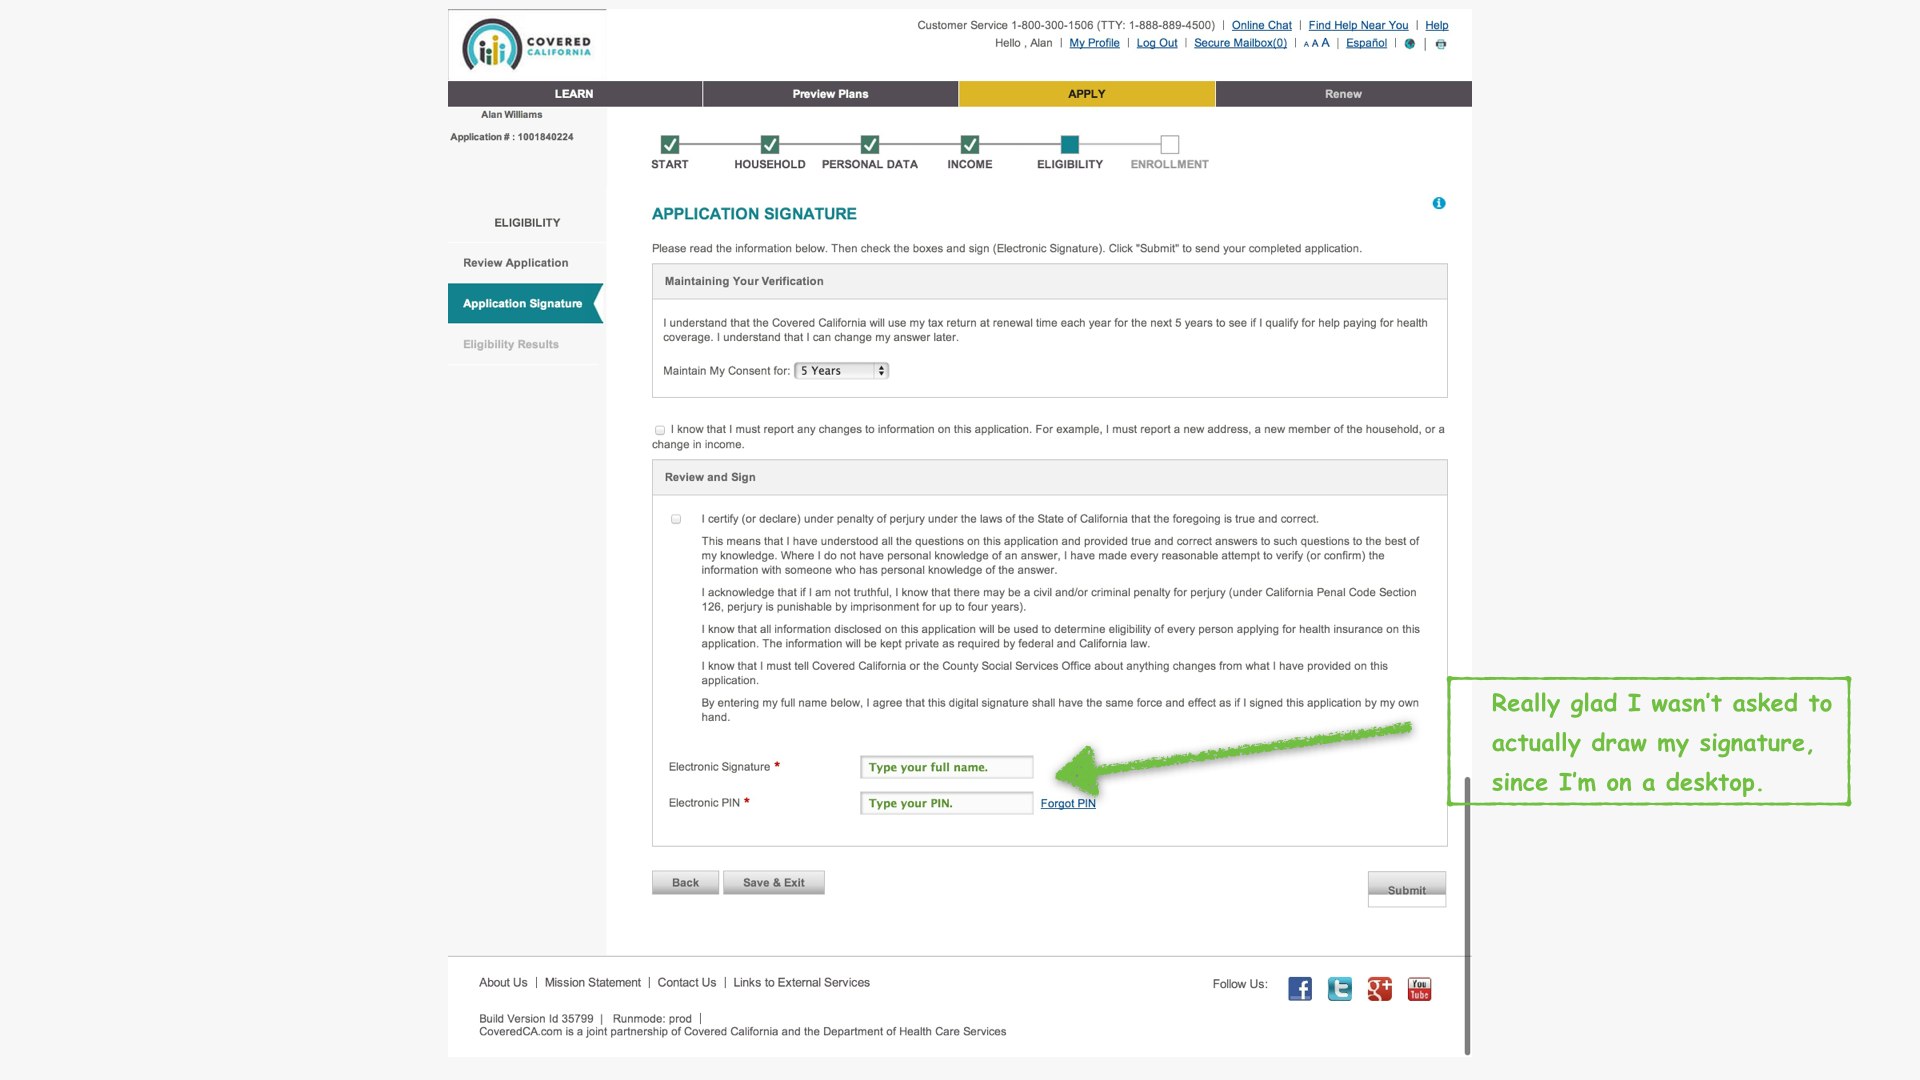 COVERED
CALIFORNIA
Customer Service 1-800-300-1506 (TTY: 1-888-889-4500) | Online Chat | Find Help Near You | Help
Hello , Alan | My Profile | Log Out | Secure Mailbox(0) | A A A | Español | |
LEARN Preview Plans APPLY Renew
Alan Williams
Application # : 1001840224
START HOUSEHOLD PERSONAL DATA INCOME ELIGIBILITY ENROLLMENT
ELIGIBILITY
Review Application
Application Signature
Eligibility Results
APPLICATION SIGNATURE
Please read the information below. Then check the boxes and sign (Electronic Signature). Click "Submit" to send your completed application.
Maintaining Your Verification
I understand that the Covered California will use my tax return at renewal time each year for the next 5 years to see if I qualify for help paying for health
coverage. I understand that I can change my answer later.
Maintain My Consent for: 5 Years
I know that I must report any changes to information on this application. For example, I must report a new address, a new member of the household, or a
change in income.
Review and Sign
I certify (or declare) under penalty of perjury under the laws of the State of California that the foregoing is true and correct.
This means that I have understood all the questions on this application and provided true and correct answers to such questions to the best of
my knowledge. Where I do not have personal knowledge of an answer, I have made every reasonable attempt to verify (or confirm) the
information with someone who has personal knowledge of the answer.
I acknowledge that if I am not truthful, I know that there may be a civil and/or criminal penalty for perjury (under California Penal Code Section
126, perjury is punishable by imprisonment for up to four years).
I know that all information disclosed on this application will be used to determine eligibility of every person applying for health insurance on this
application. The information will be kept private as required by federal and California law.
I know that I must tell Covered California or the County Social Services Office about anything changes from what I have provided on this
application.
By entering my full name below, I agree that this digital signature shall have the same force and effect as if I signed this application by my own
hand.
Electronic Signature * Type your full name.
Electronic PIN * Type your PIN. Forgot PIN
Really glad I wasn't asked to
actually draw my signature,
since I'm on a desktop.
Back Save & Exit Submit
About Us | Mission Statement | Contact Us | Links to External Services
Follow Us: f t g+ You Tube
Build Version Id 35799 | Runmode: prod |
CoveredCA.com is a joint partnership of Covered California and the Department of Health Care Services